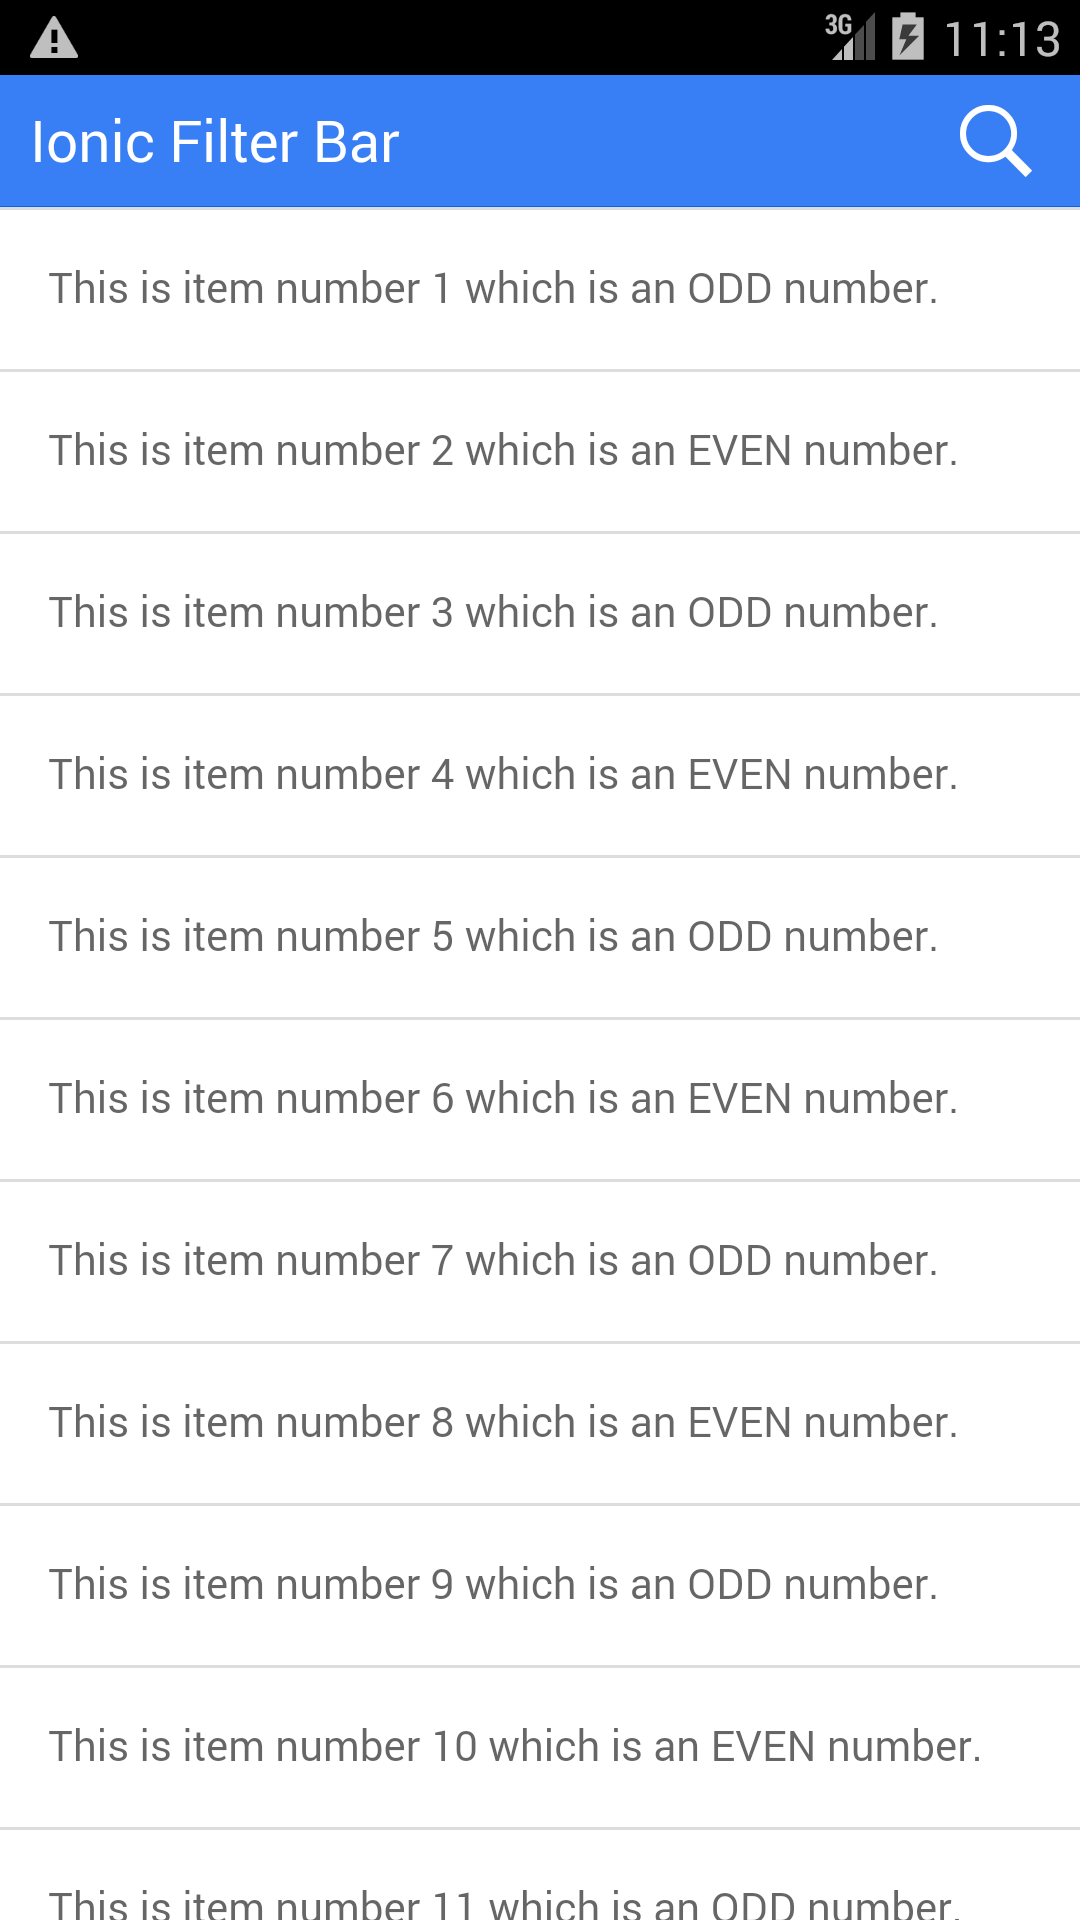 3G 11:13
Ionic Filter Bar
This is item number 1 which is an ODD number.
This is item number 2 which is an EVEN number.
This is item number 3 which is an ODD number.
This is item number 4 which is an EVEN number.
This is item number 5 which is an ODD number.
This is item number 6 which is an EVEN number.
This is item number 7 which is an ODD number.
This is item number 8 which is an EVEN number.
This is item number 9 which is an ODD number.
This is item number 10 which is an EVEN number.
This is item number 11 which is an ODD number.